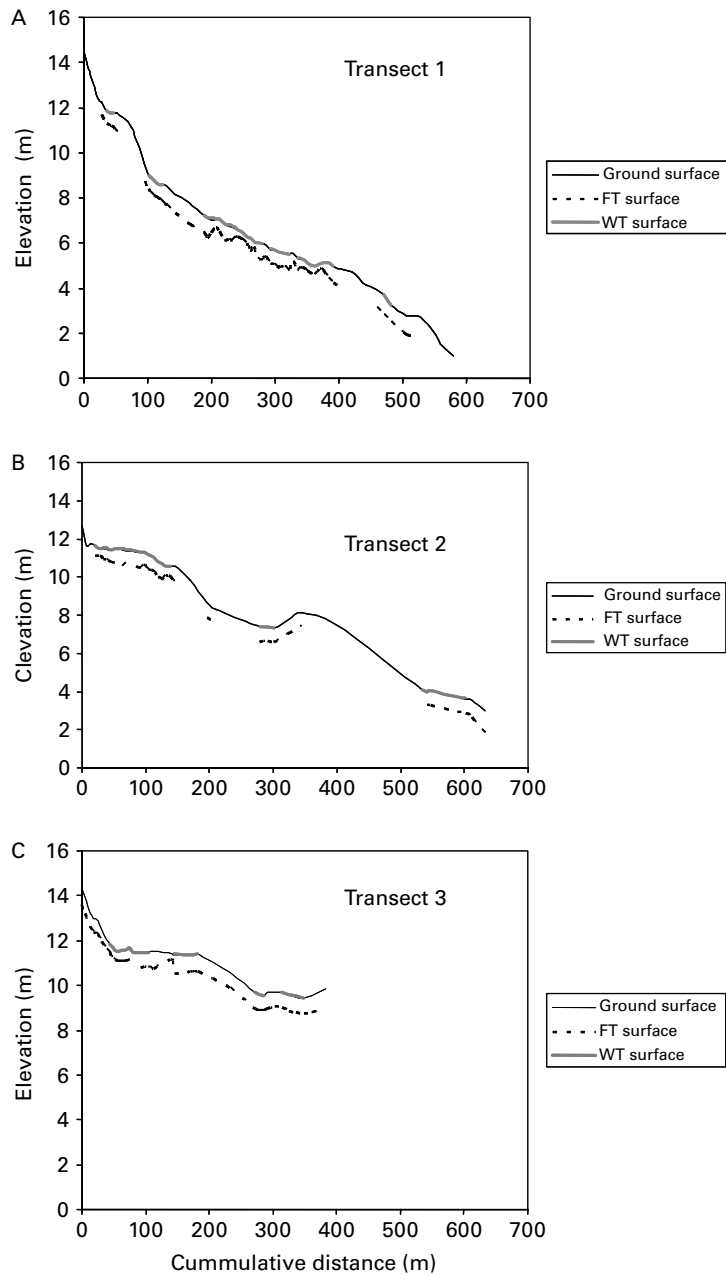 A
Transect 1
Elevation (m)
16
14
12
10
8
6
4
2
0
0 100 200 300 400 500 600 700
Ground surface
FT surface
WT surface
B
Transect 2
Clevation (m)
16
14
12
10
8
6
4
2
0
0 100 200 300 400 500 600 700
Ground surface
FT surface
WT surface
C
Transect 3
Elevation (m)
16
14
12
10
8
6
4
2
0
0 100 200 300 400 500 600 700
Cummulative distance (m)
Ground surface
FT surface
WT surface